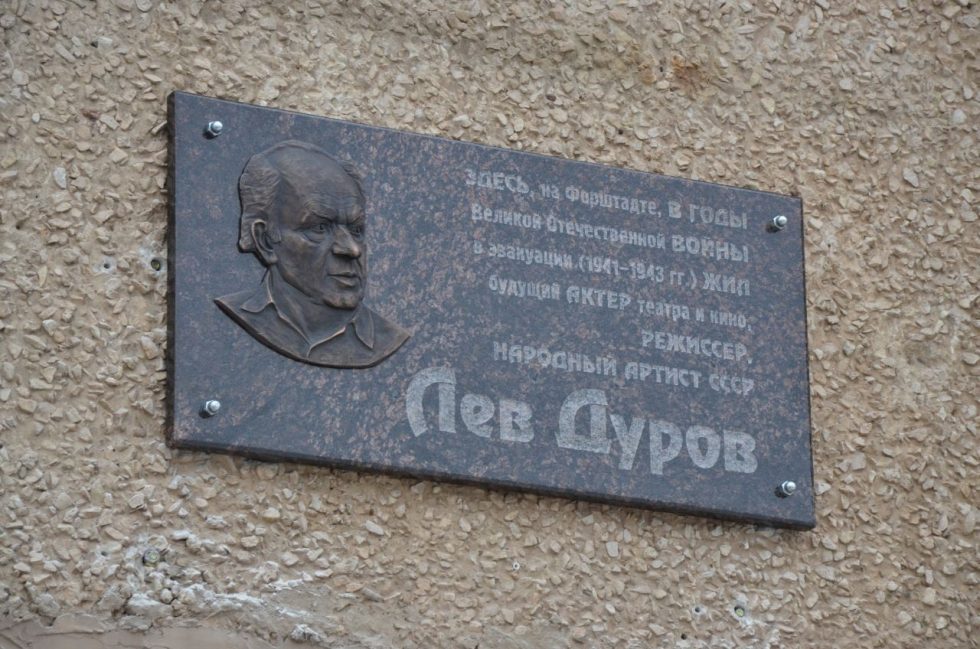 ЗДЕСЬ, на Форштадте, В ГОДЫ
Великой Отечественной ВОЙНЫ
в эвакуации (1941-1943 гг.) ЖИЛ
будущий АКТЕР театра и кино,
РЕЖИССЕР,
НАРОДНЫЙ АРТИСТ СССР
Лев Дуров